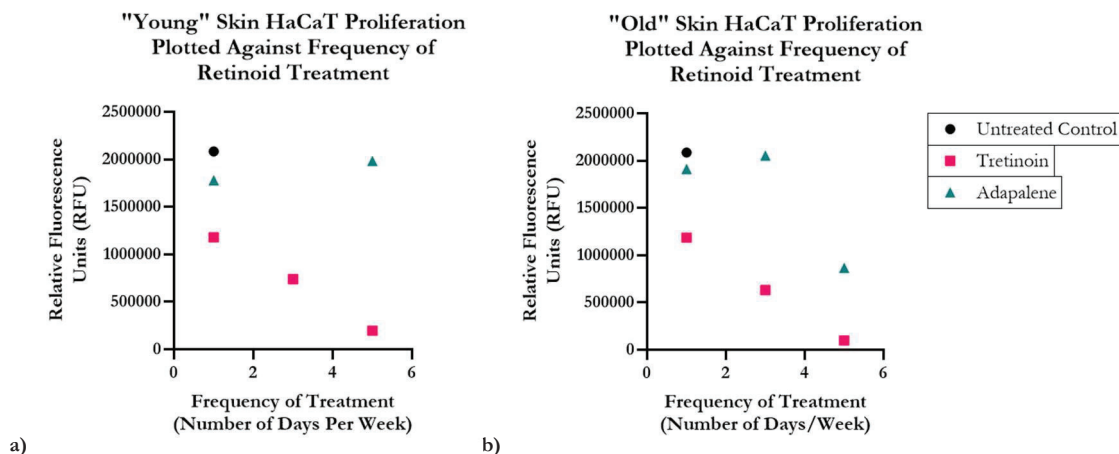 "Young" Skin HaCaT Proliferation
Plotted Against Frequency of
Retinoid Treatment
2500000
2000000
1500000
1000000
500000
0
Relative Fluorescence
Units (RFU)
0 2 4 6
Frequency of Treatment
(Number of Days Per Week)
a)
"Old" Skin HaCaT Proliferation
Plotted Against Frequency of
Retinoid Treatment
2500000
2000000
1500000
1000000
500000
0
Relative Fluorescence
Units (RFU)
0 2 4 6
Frequency of Treatment
(Number of Days/Week)
b)
Untreated Control
Tretinoin
Adapalene